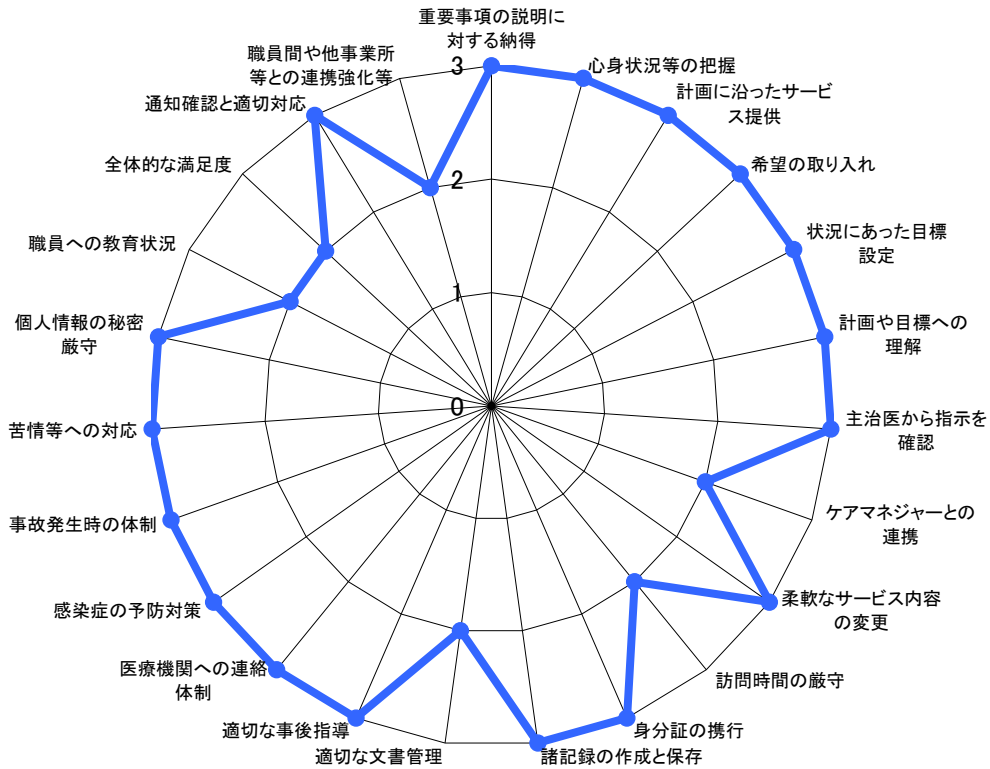 重要事項の説明に
対する納得
心身状況等の把握
計画に沿ったサービ
ス提供
希望の取り入れ
状況にあった目標
設定
計画や目標への
理解
主治医から指示を
確認
ケアマネジャーとの
連携
柔軟なサービス内容
の変更
訪問時間の厳守
身分証の携行
諸記録の作成と保存
適切な文書管理
適切な事後指導
医療機関への連絡
体制
感染症の予防対策
事故発生時の体制
苦情等への対応
個人情報の秘密
厳守
職員への教育状況
全体的な満足度
通知確認と適切対応
職員間や他事業所
等との連携強化等
3
2
1
0